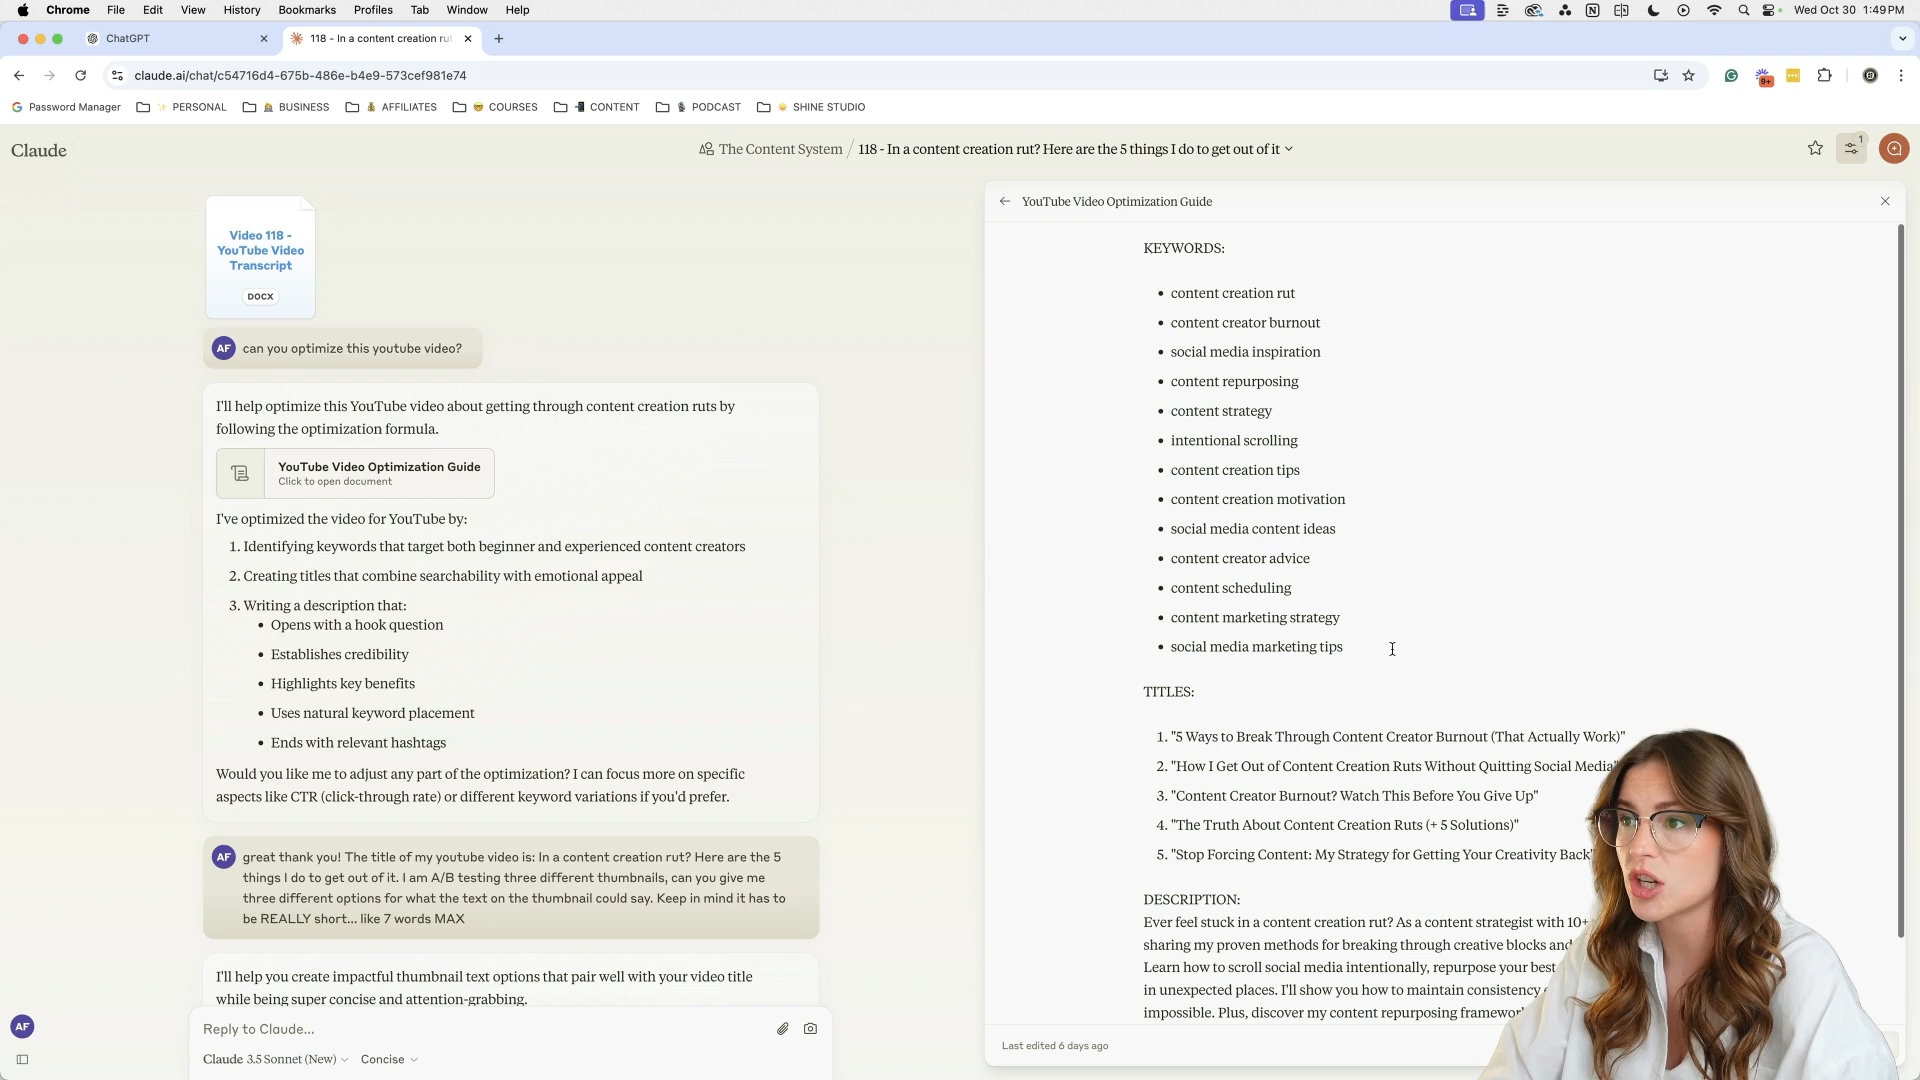 Chrome File Edit View History Bookmarks Profiles Tab Window Help
Wed Oct 30 1:49 PM
ChatGPT
118 - In a content creation ru
claude.ai/chat/c54716d4-675b-486e-b4e9-573cef981e74
9+
Password Manager PERSONAL BUSINESS AFFILIATES COURSES CONTENT PODCAST SHINE STUDIO
Claude
The Content System / 118 - In a content creation rut? Here are the 5 things I do to get out of it
1
Video 118 -
YouTube Video
Transcript
DOCX
AF can you optimize this youtube video?
I'll help optimize this YouTube video about getting through content creation ruts by
following the optimization formula.
YouTube Video Optimization Guide
Click to open document
I've optimized the video for YouTube by:
1. Identifying keywords that target both beginner and experienced content creators
2. Creating titles that combine searchability with emotional appeal
3. Writing a description that:
• Opens with a hook question
• Establishes credibility
• Highlights key benefits
• Uses natural keyword placement
• Ends with relevant hashtags
Would you like me to adjust any part of the optimization? I can focus more on specific
aspects like CTR (click-through rate) or different keyword variations if you'd prefer.
AF great thank you! The title of my youtube video is: In a content creation rut? Here are the 5
things I do to get out of it. I am A/B testing three different thumbnails, can you give me
three different options for what the text on the thumbnail could say. Keep in mind it has to
be REALLY short... like 7 words MAX
I'll help you create impactful thumbnail text options that pair well with your video title
while being super concise and attention-grabbing.
AF
Reply to Claude...
Claude 3.5 Sonnet (New) Concise
YouTube Video Optimization Guide
KEYWORDS:
• content creation rut
• content creator burnout
• social media inspiration
• content repurposing
• content strategy
• intentional scrolling
• content creation tips
• content creation motivation
• social media content ideas
• content creator advice
• content scheduling
• content marketing strategy
• social media marketing tips
TITLES:
1. "5 Ways to Break Through Content Creator Burnout (That Actually Work)"
2. "How I Get Out of Content Creation Ruts Without Quitting Social Media"
3. "Content Creator Burnout? Watch This Before You Give Up"
4. "The Truth About Content Creation Ruts (+ 5 Solutions)"
5. "Stop Forcing Content: My Strategy for Getting Your Creativity Back"
DESCRIPTION:
Ever feel stuck in a content creation rut? As a content strategist with 10+
sharing my proven methods for breaking through creative blocks and
Learn how to scroll social media intentionally, repurpose your best
in unexpected places. I'll show you how to maintain consistency
impossible. Plus, discover my content repurposing
Last edited 6 days ago